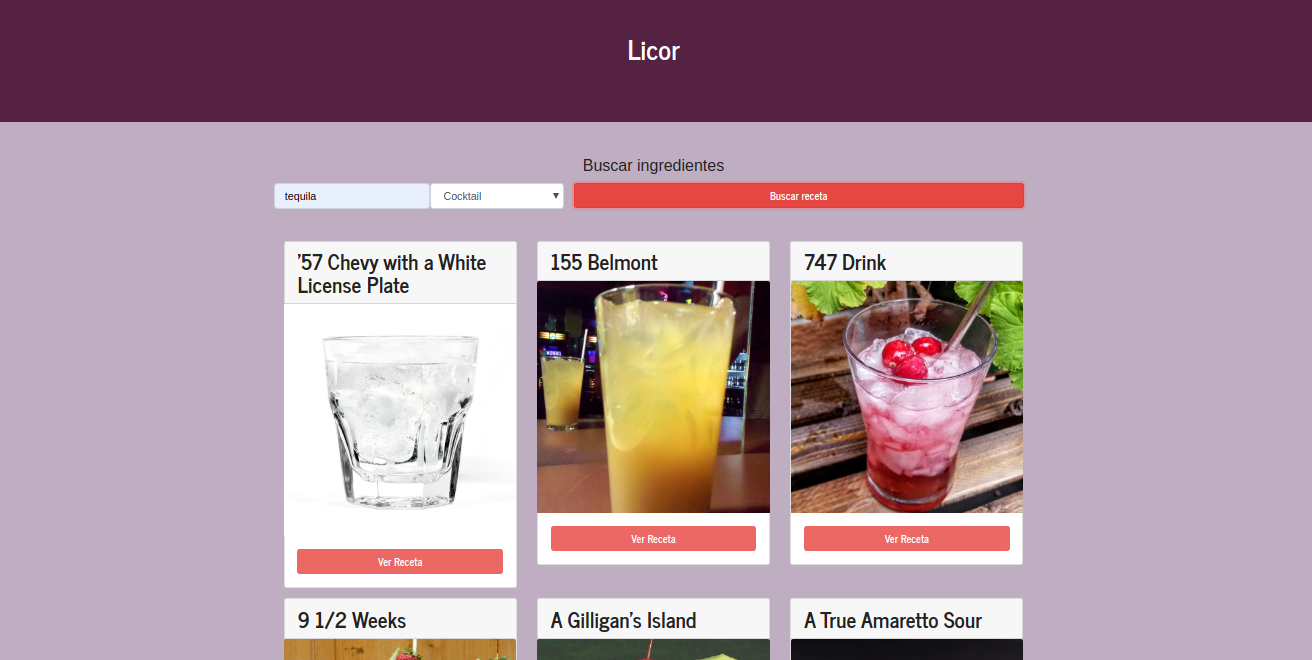 Licor
Buscar ingredientes
tequila
Cocktail
Buscar receta
'57 Chevy with a White
License Plate
155 Belmont
747 Drink
Ver Receta
Ver Receta
Ver Receta
9 1/2 Weeks
A Gilligan's Island
A True Amaretto Sour